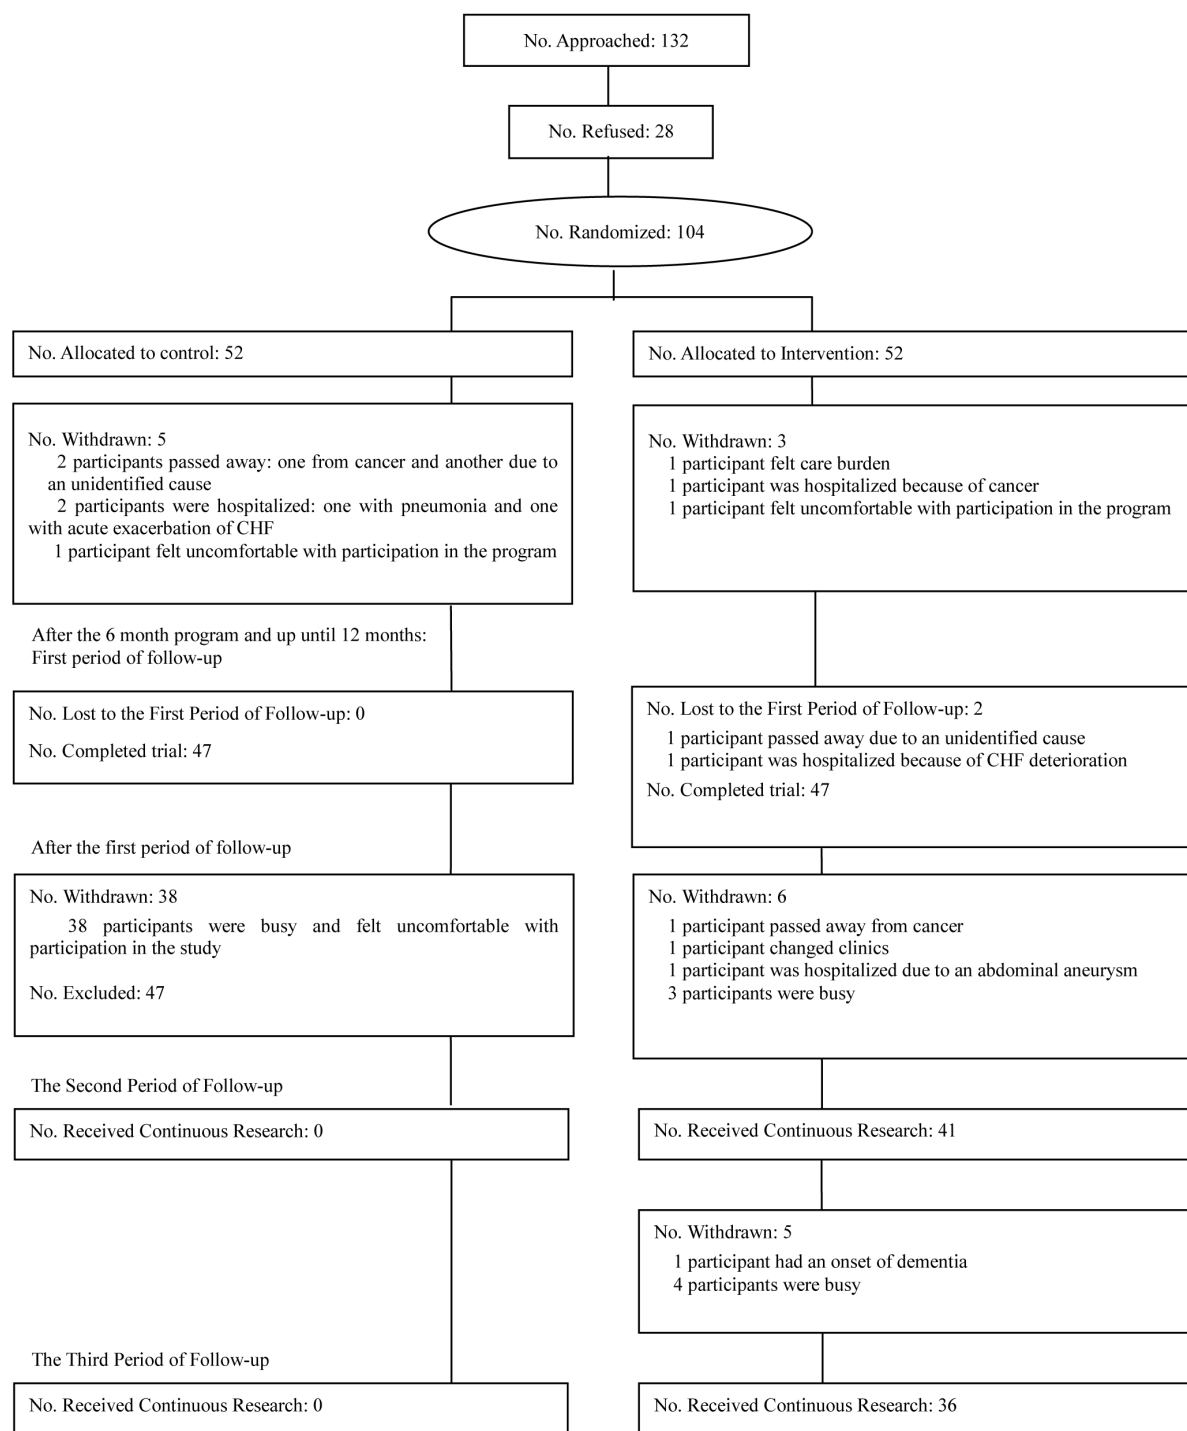 No. Approached: 132
No. Refused: 28
No. Randomized: 104
No. Allocated to control: 52
No. Allocated to Intervention: 52
No. Withdrawn: 5
2 participants passed away: one from cancer and another due to
an unidentified cause
2 participants were hospitalized: one with pneumonia and one
with acute exacerbation of CHF
1 participant felt uncomfortable with participation in the program
No. Withdrawn: 3
1 participant felt care burden
1 participant was hospitalized because of cancer
1 participant felt uncomfortable with participation in the program
After the 6 month program and up until 12 months:
First period of follow-up
No. Lost to the First Period of Follow-up: 0
No. Completed trial: 47
No. Lost to the First Period of Follow-up: 2
1 participant passed away due to an unidentified cause
1 participant was hospitalized because of CHF deterioration
No. Completed trial: 47
After the first period of follow-up
No. Withdrawn: 38
38 participants were busy and felt uncomfortable with
participation in the study
No. Excluded: 47
No. Withdrawn: 6
1 participant passed away from cancer
1 participant changed clinics
1 participant was hospitalized due to an abdominal aneurysm
3 participants were busy
The Second Period of Follow-up
No. Received Continuous Research: 0
No. Received Continuous Research: 41
No. Withdrawn: 5
1 participant had an onset of dementia
4 participants were busy
The Third Period of Follow-up
No. Received Continuous Research: 0
No. Received Continuous Research: 36